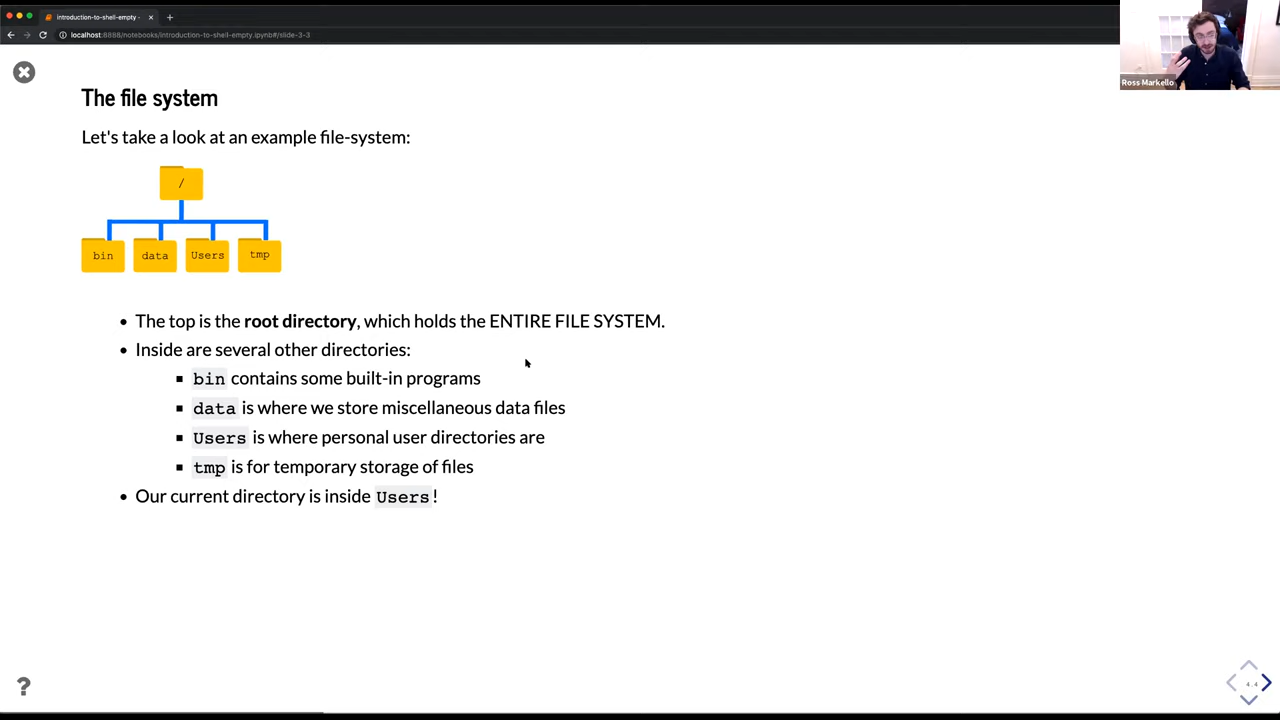 introduction-to-shell-empty -
localhost:8888/notebooks/introduction-to-shell-empty.ipynb#/slide-3-3
Ross Markello
The file system
Let's take a look at an example file-system:
/
bin data Users tmp
• The top is the root directory, which holds the ENTIRE FILE SYSTEM.
• Inside are several other directories:
▪ bin contains some built-in programs
▪ data is where we store miscellaneous data files
▪ Users is where personal user directories are
▪ tmp is for temporary storage of files
• Our current directory is inside Users!
?
4.4